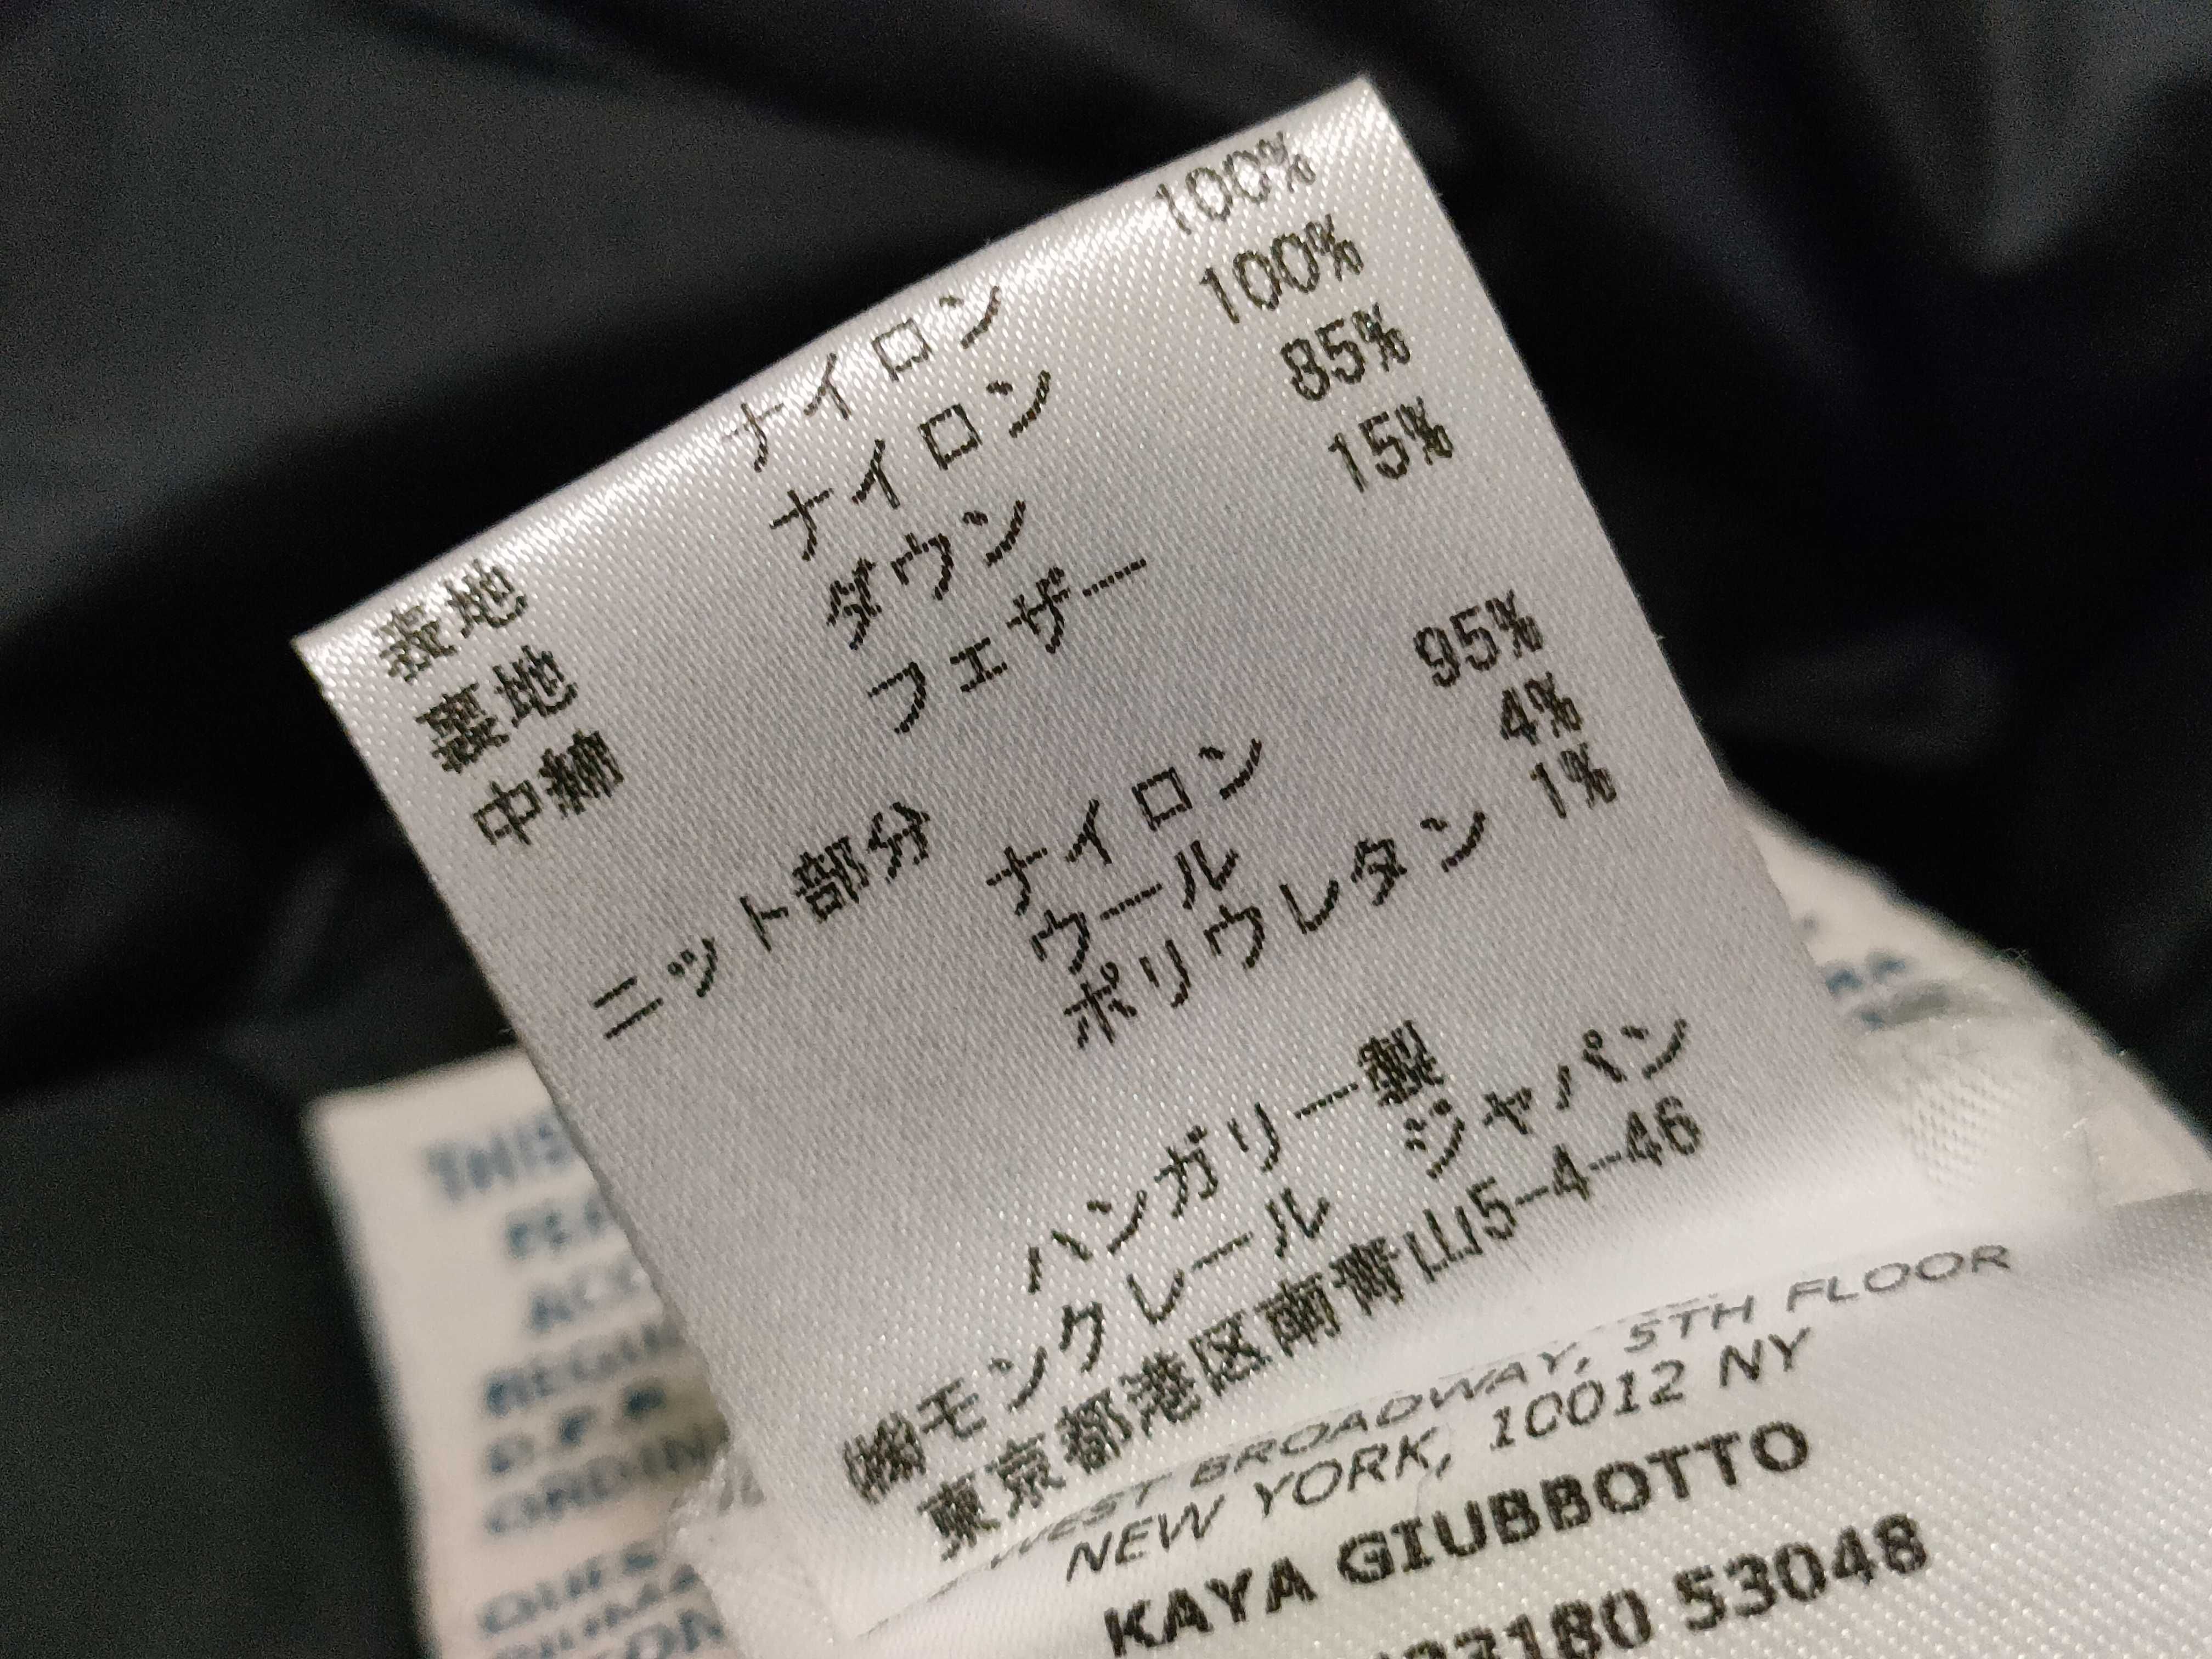 表地 ナイロン 100%
裏地 ナイロン 100%
中綿 ダウン 85%
フェザー 15%
ニット部分 ナイロン 95%
ウール 4%
ポリウレタン 1%
ハンガリー製
㈱モンクレール ジャパン
東京都港区南青山5-4-46
WEST BROADWAY, 5TH FLOOR
NEW YORK, 10012 NY
KAYA GIUBBOTTO
53048
THIS